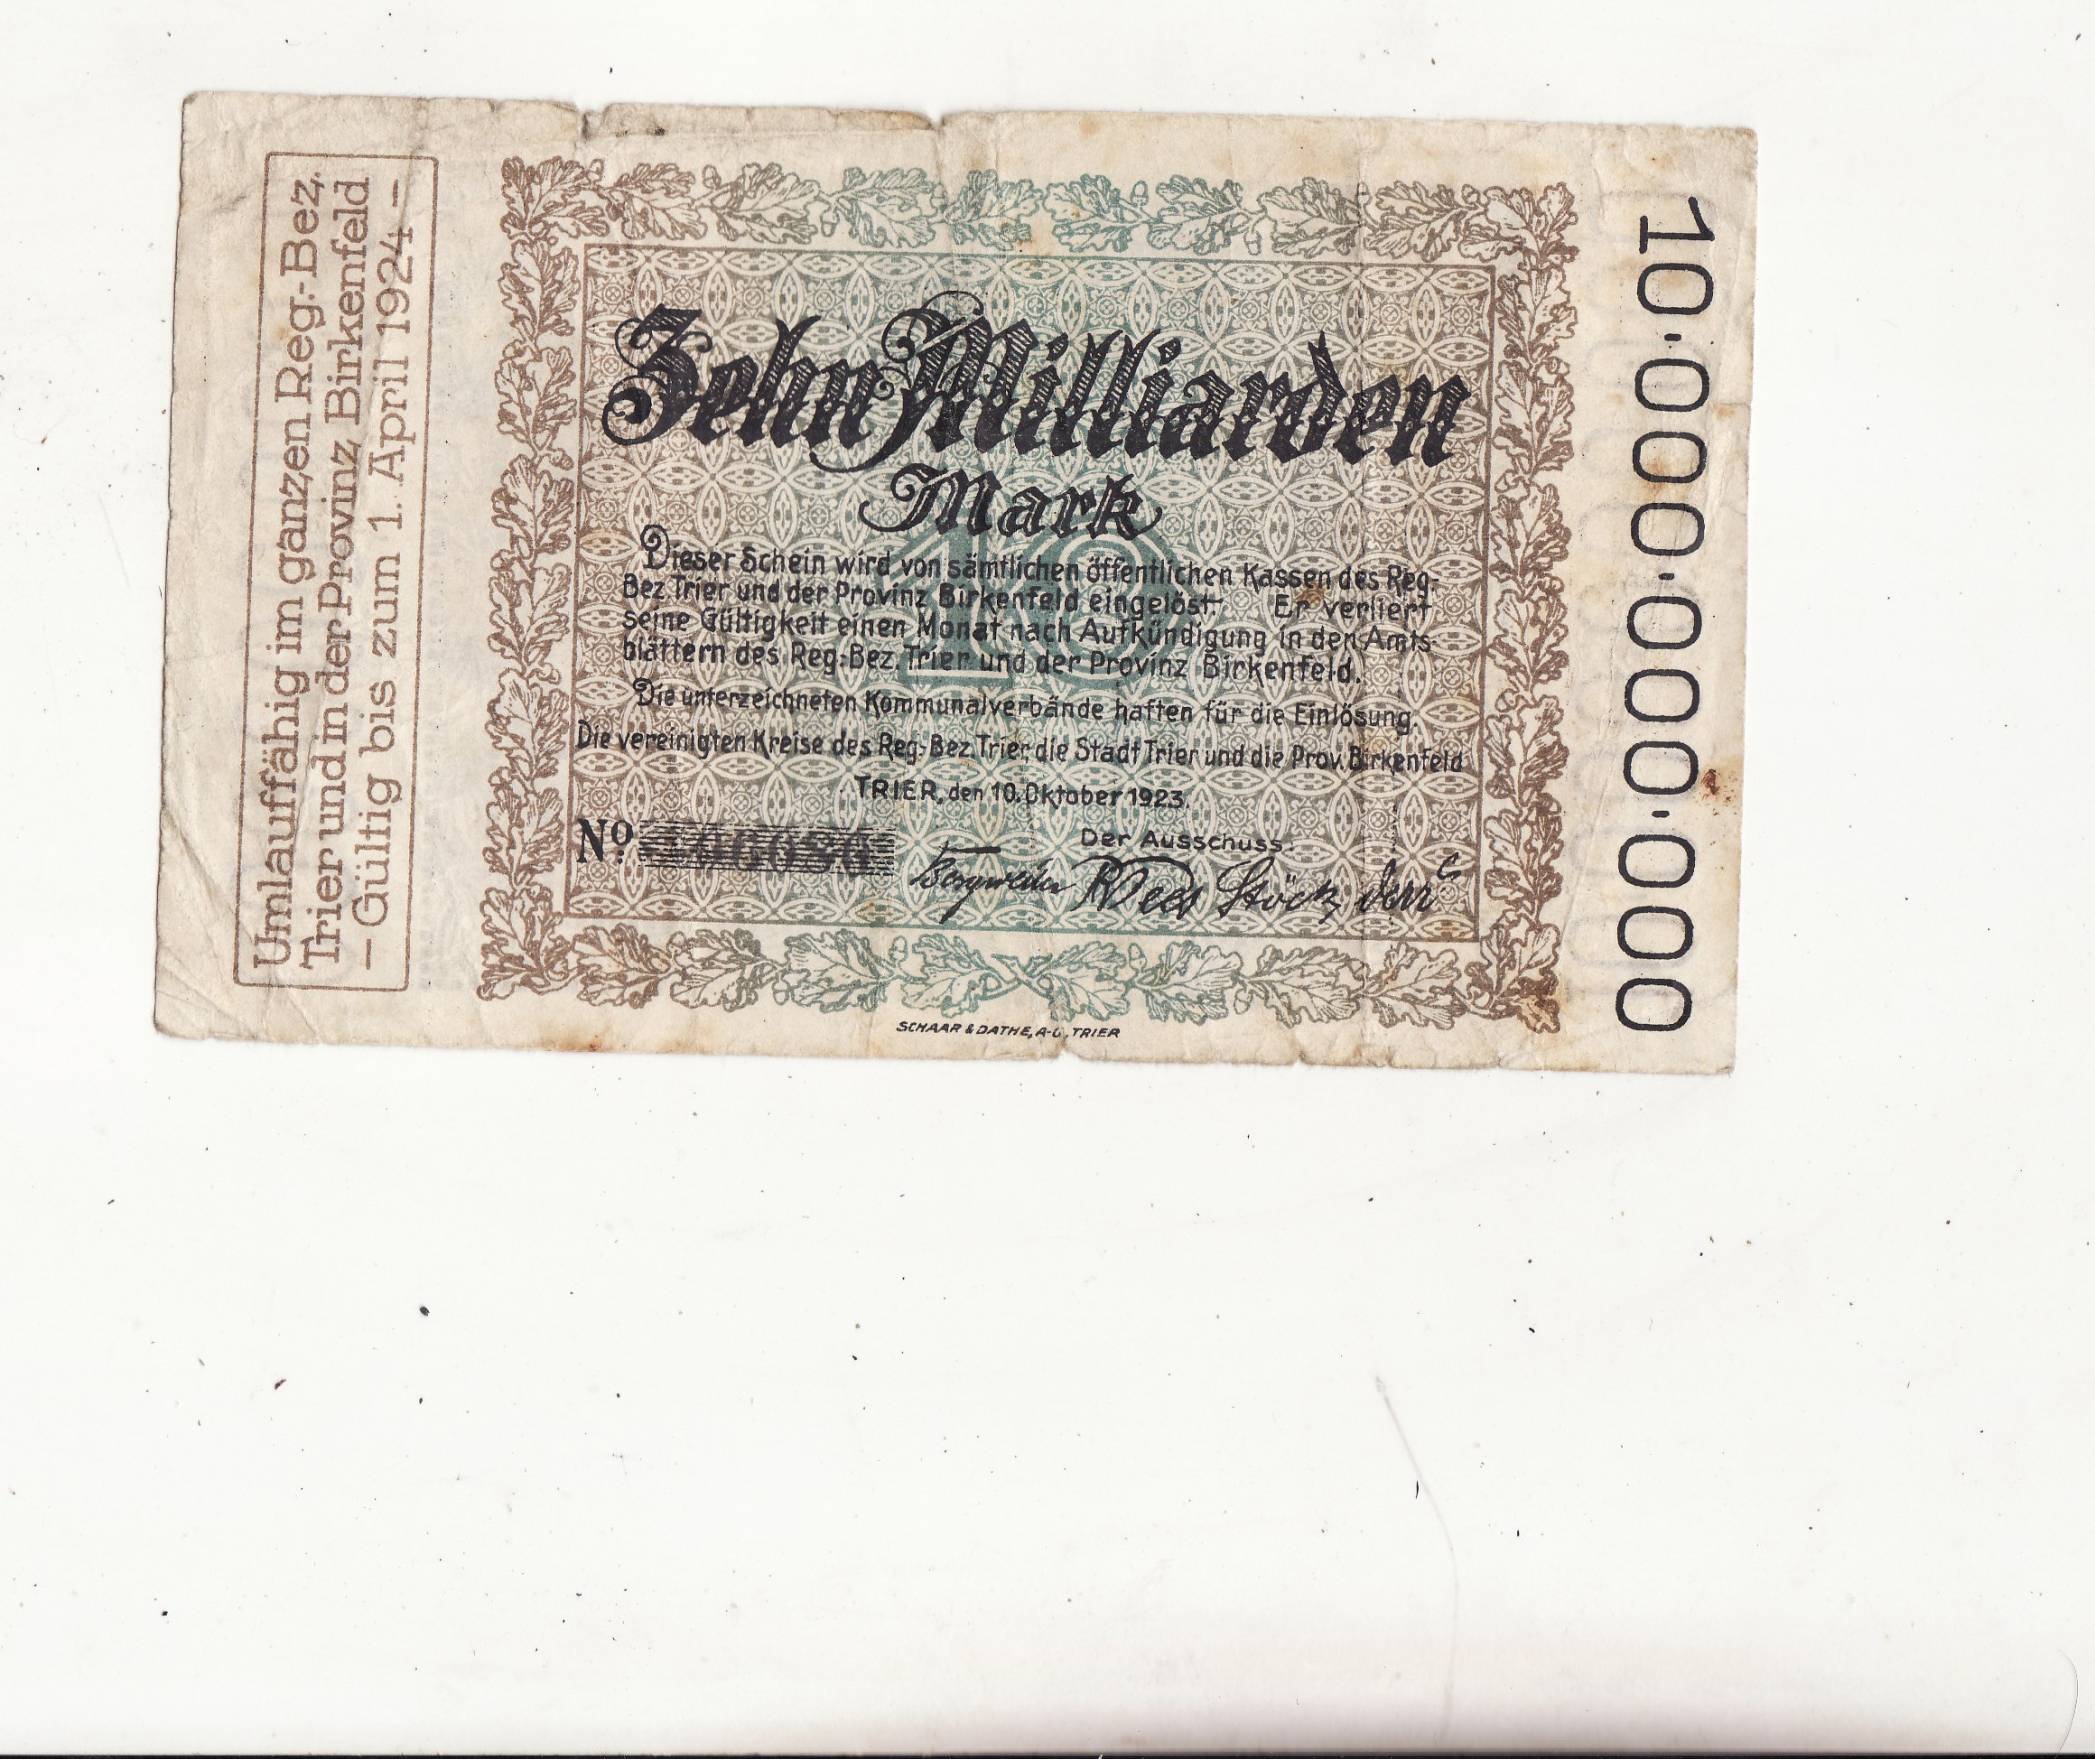 Umlauffähig im ganzen Reg.-Bez.
Trier und in der Provinz Birkenfeld
– Gültig bis zum 1. April 1924 –
Zehn Milliarden
Mark
10
Dieser Schein wird von sämtlichen öffentlichen Kassen des Reg.-
Bez. Trier und der Provinz Birkenfeld eingelöst. Er verliert
seine Gültigkeit einen Monat nach Aufkündigung in den Amts-
blättern des Reg.-Bez. Trier und der Provinz Birkenfeld.
Die unterzeichneten Kommunalverbände haften für die Einlösung.
Die vereinigten Kreise des Reg.-Bez. Trier, die Stadt Trier und die Prov. Birkenfeld
TRIER, den 10. Oktober 1923.
Der Ausschuss.
No
Stöck
SCHAAR & DATHE, A-G, TRIER
10.000.000.000